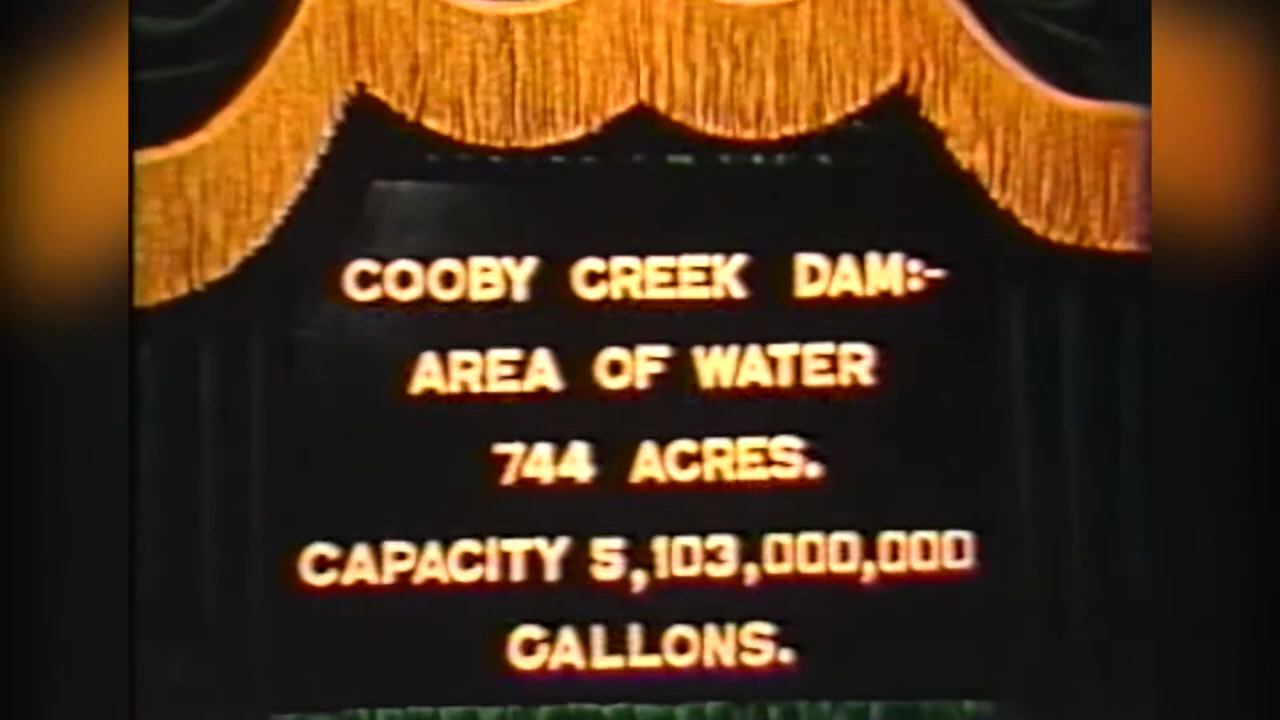 COOBY CREEK DAM:-
AREA OF WATER
744 ACRES.
CAPACITY 5,103,000,000
GALLONS.